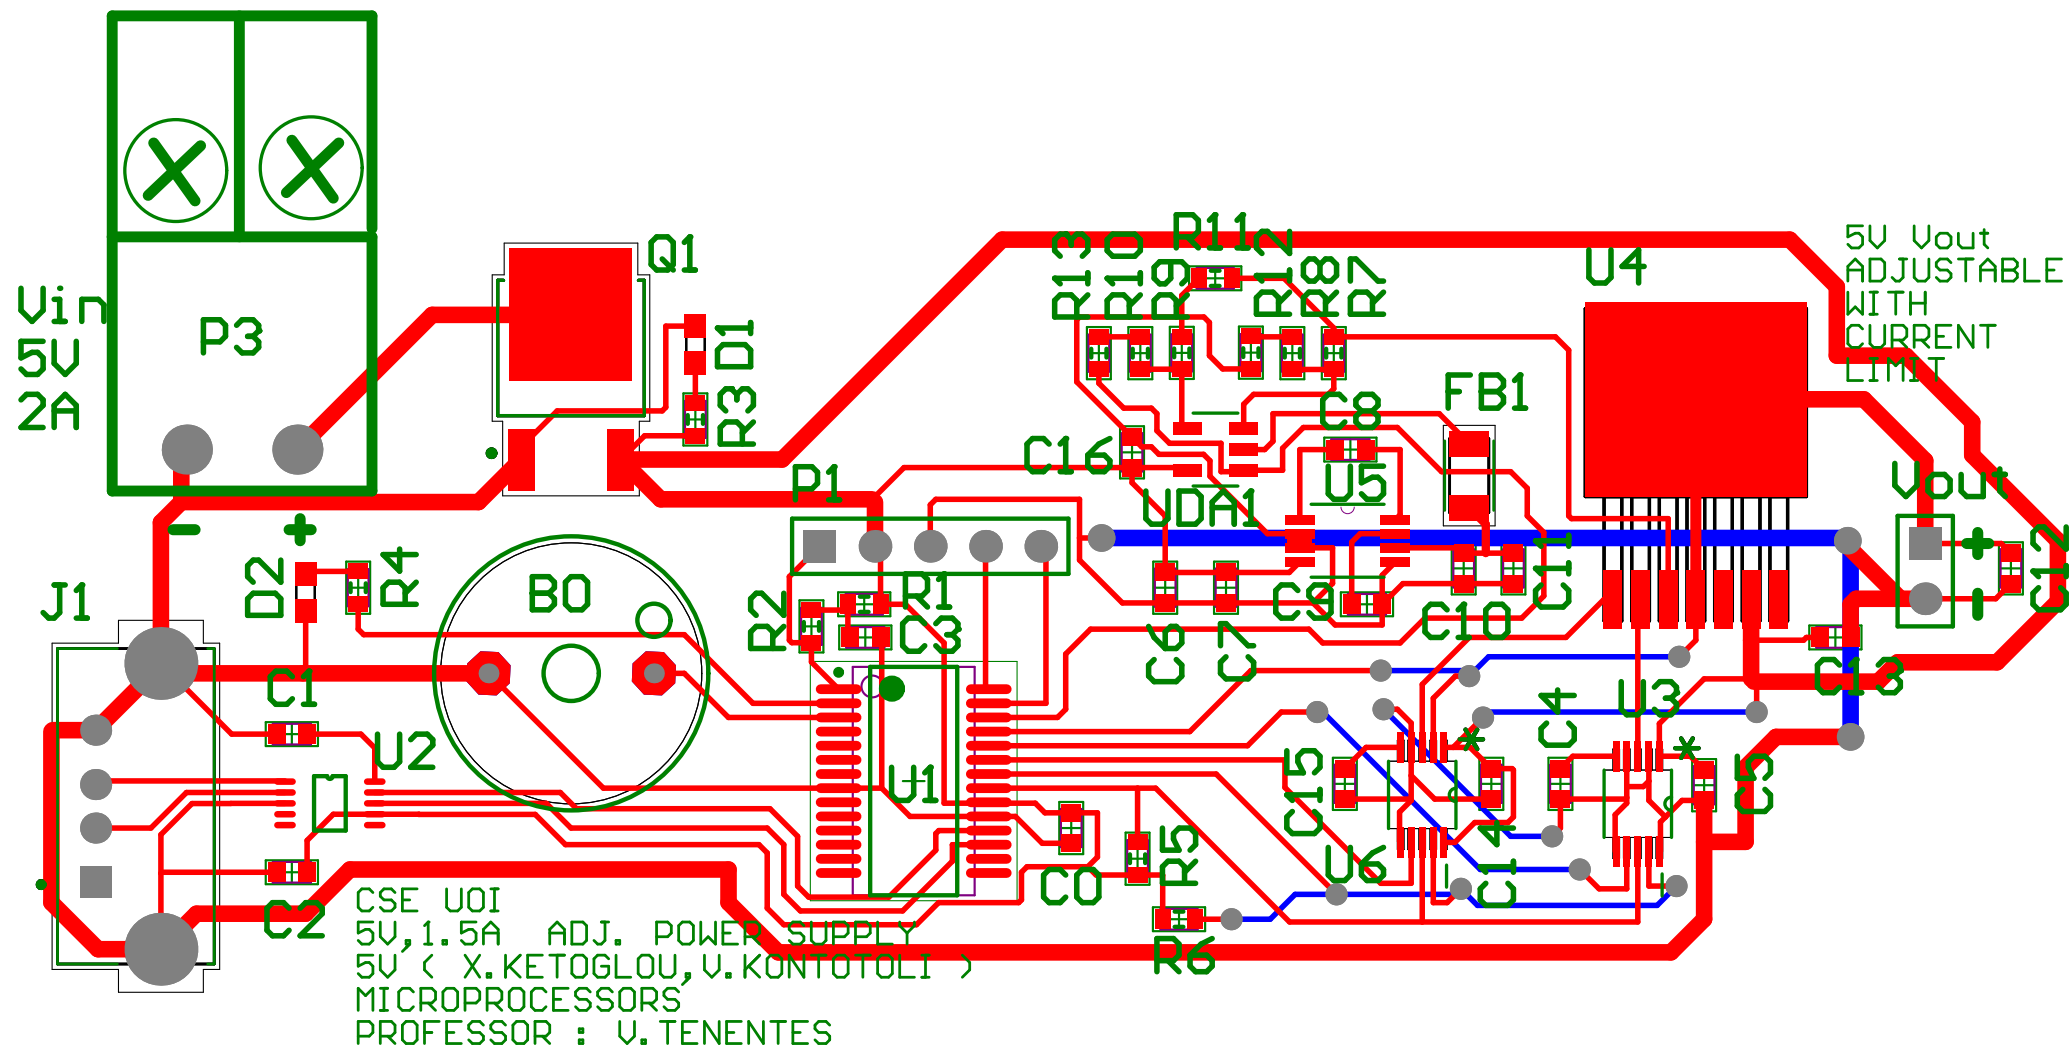 Vin
5V
2A
P3
-
+
Q1
D1
R3
J1
D2
R4
B0
C1
U2
C2
P1
R2
R1
C3
U1
C0
R5
R6
R13
R10
R9
R11
R12
R8
R7
C16
UDA1
C8
U5
FB1
C6
C7
C9
C10
C11
U4
Vout
+
-
C12
C13
5V Vout
ADJUSTABLE
WITH
CURRENT
LIMIT
C15
U6
C14
*
C4
U3
*
C5
CSE UOI
5V,1.5A ADJ. POWER SUPPLY
5V ( X.KETOGLOU,V.KONTOTOLI )
MICROPROCESSORS
PROFESSOR : V.TENENTES